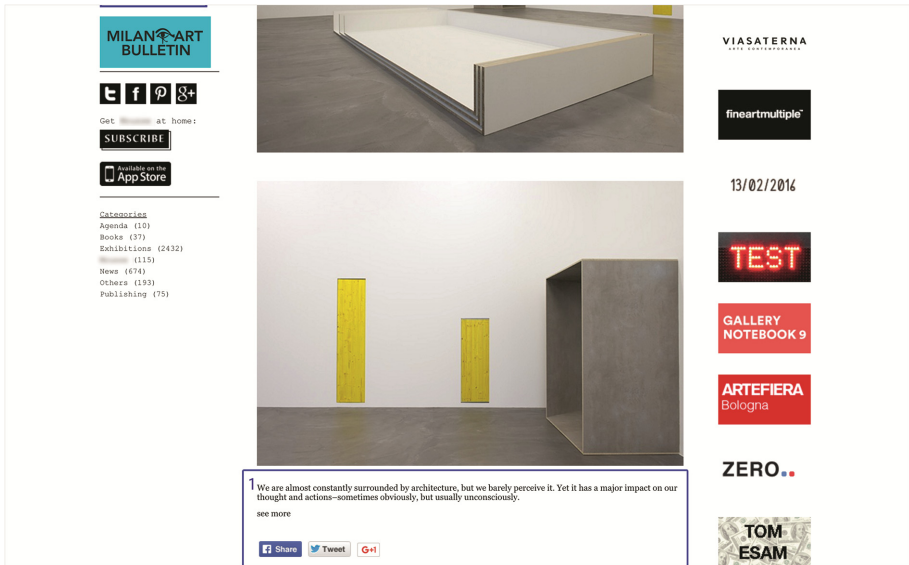 MILAN ART
BULLETIN
Get at home:
SUBSCRIBE
Available on the
App Store
Categories
Agenda (10)
Books (37)
Exhibitions (2432)
(115)
News (674)
Others (193)
Publishing (75)
1
We are almost constantly surrounded by architecture, but we barely perceive it. Yet it has a major impact on our
thought and actions–sometimes obviously, but usually unconsciously.
see more
Share
Tweet
G+1
VIASATERNA
ARTE CONTEMPORANEA
fineartmultiple™
13/02/2016
TEST
GALLERY
NOTEBOOK 9
ARTEFIERA
Bologna
ZERO..
TOM
ESAM